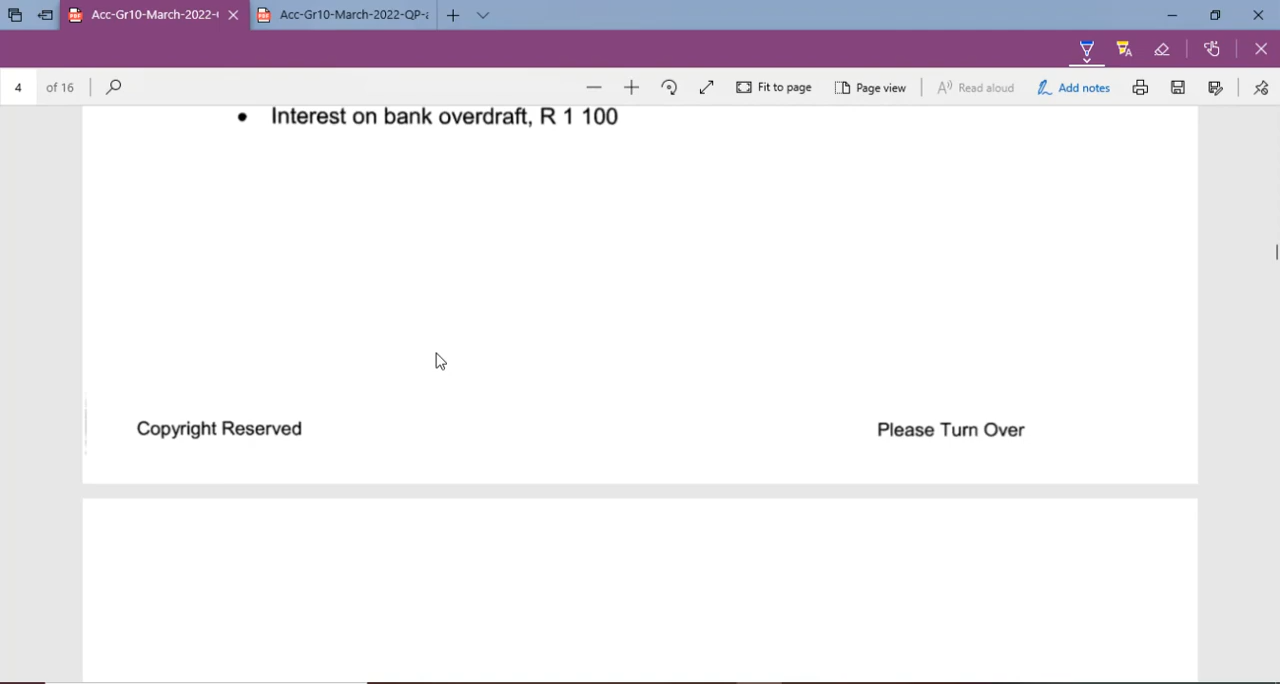 Acc-Gr10-March-2022-
Acc-Gr10-March-2022-QP-
4 of 16
Fit to page
Page view
Read aloud
Add notes
• Interest on bank overdraft, R 1 100
Copyright Reserved
Please Turn Over